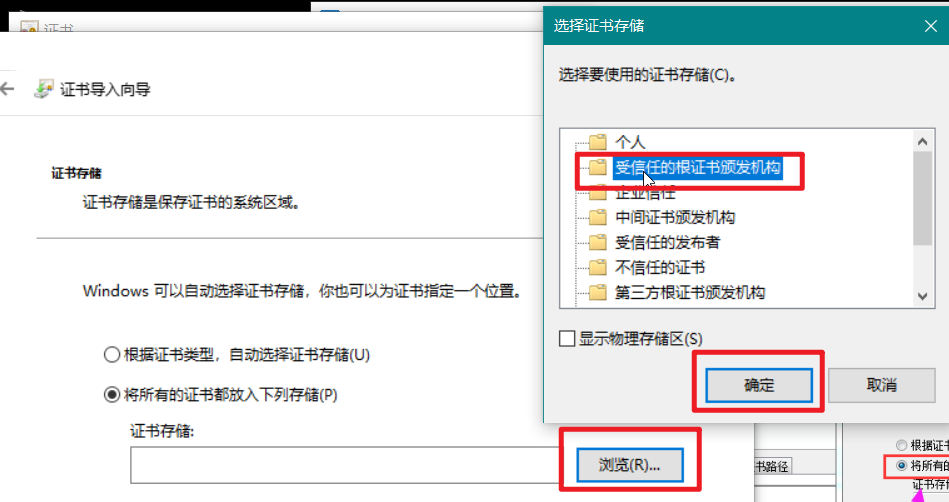 证书
证书导入向导
证书存储
证书存储是保存证书的系统区域。
Windows 可以自动选择证书存储，你也可以为证书指定一个位置。
根据证书类型，自动选择证书存储(U)
将所有的证书都放入下列存储(P)
证书存储:
浏览(R)...
选择证书存储
选择要使用的证书存储(C)。
个人
受信任的根证书颁发机构
企业信任
中间证书颁发机构
受信任的发布者
不信任的证书
第三方根证书颁发机构
显示物理存储区(S)
确定
取消
书路径
根据证书
将所有的
证书存储